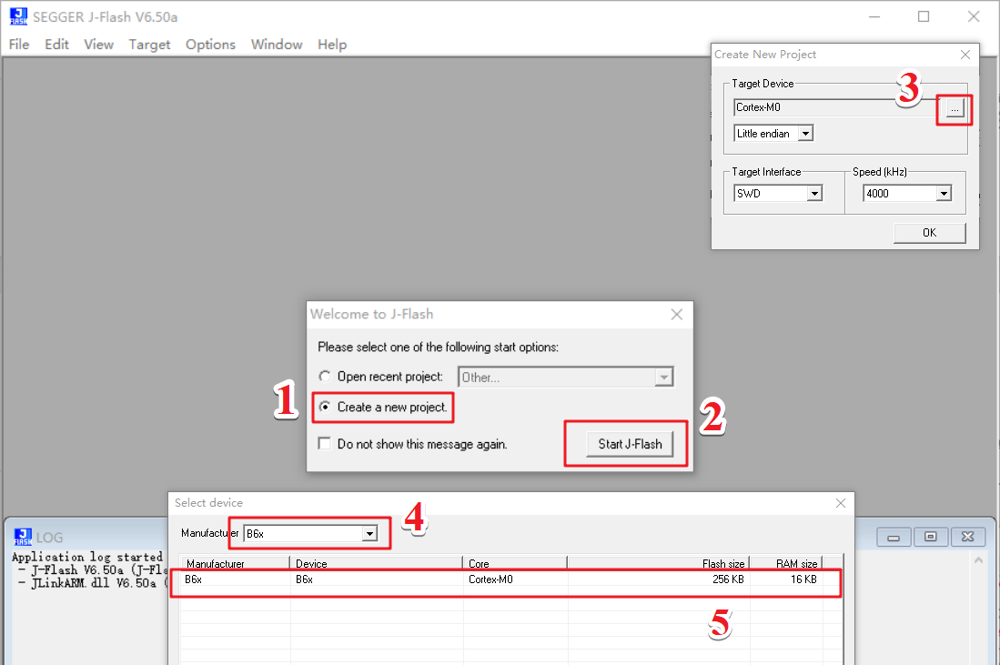 SEGGER J-Flash V6.50a
File Edit View Target Options Window Help
Create New Project
Target Device
3
Cortex-M0
...
Little endian
Target Interface
Speed (kHz)
SWD
4000
OK
Welcome to J-Flash
Please select one of the following start options:
Open recent project:
Other...
1
Create a new project.
2
Do not show this message again.
Start J-Flash
Select device
Manufacturer
B6x
4
Manufacturer Device Core Flash size RAM size
B6x B6x Cortex-M0 256 KB 16 KB
5
LOG
Application log started
- J-Flash V6.50a (J-Fl
- JLinkARM.dll V6.50a (